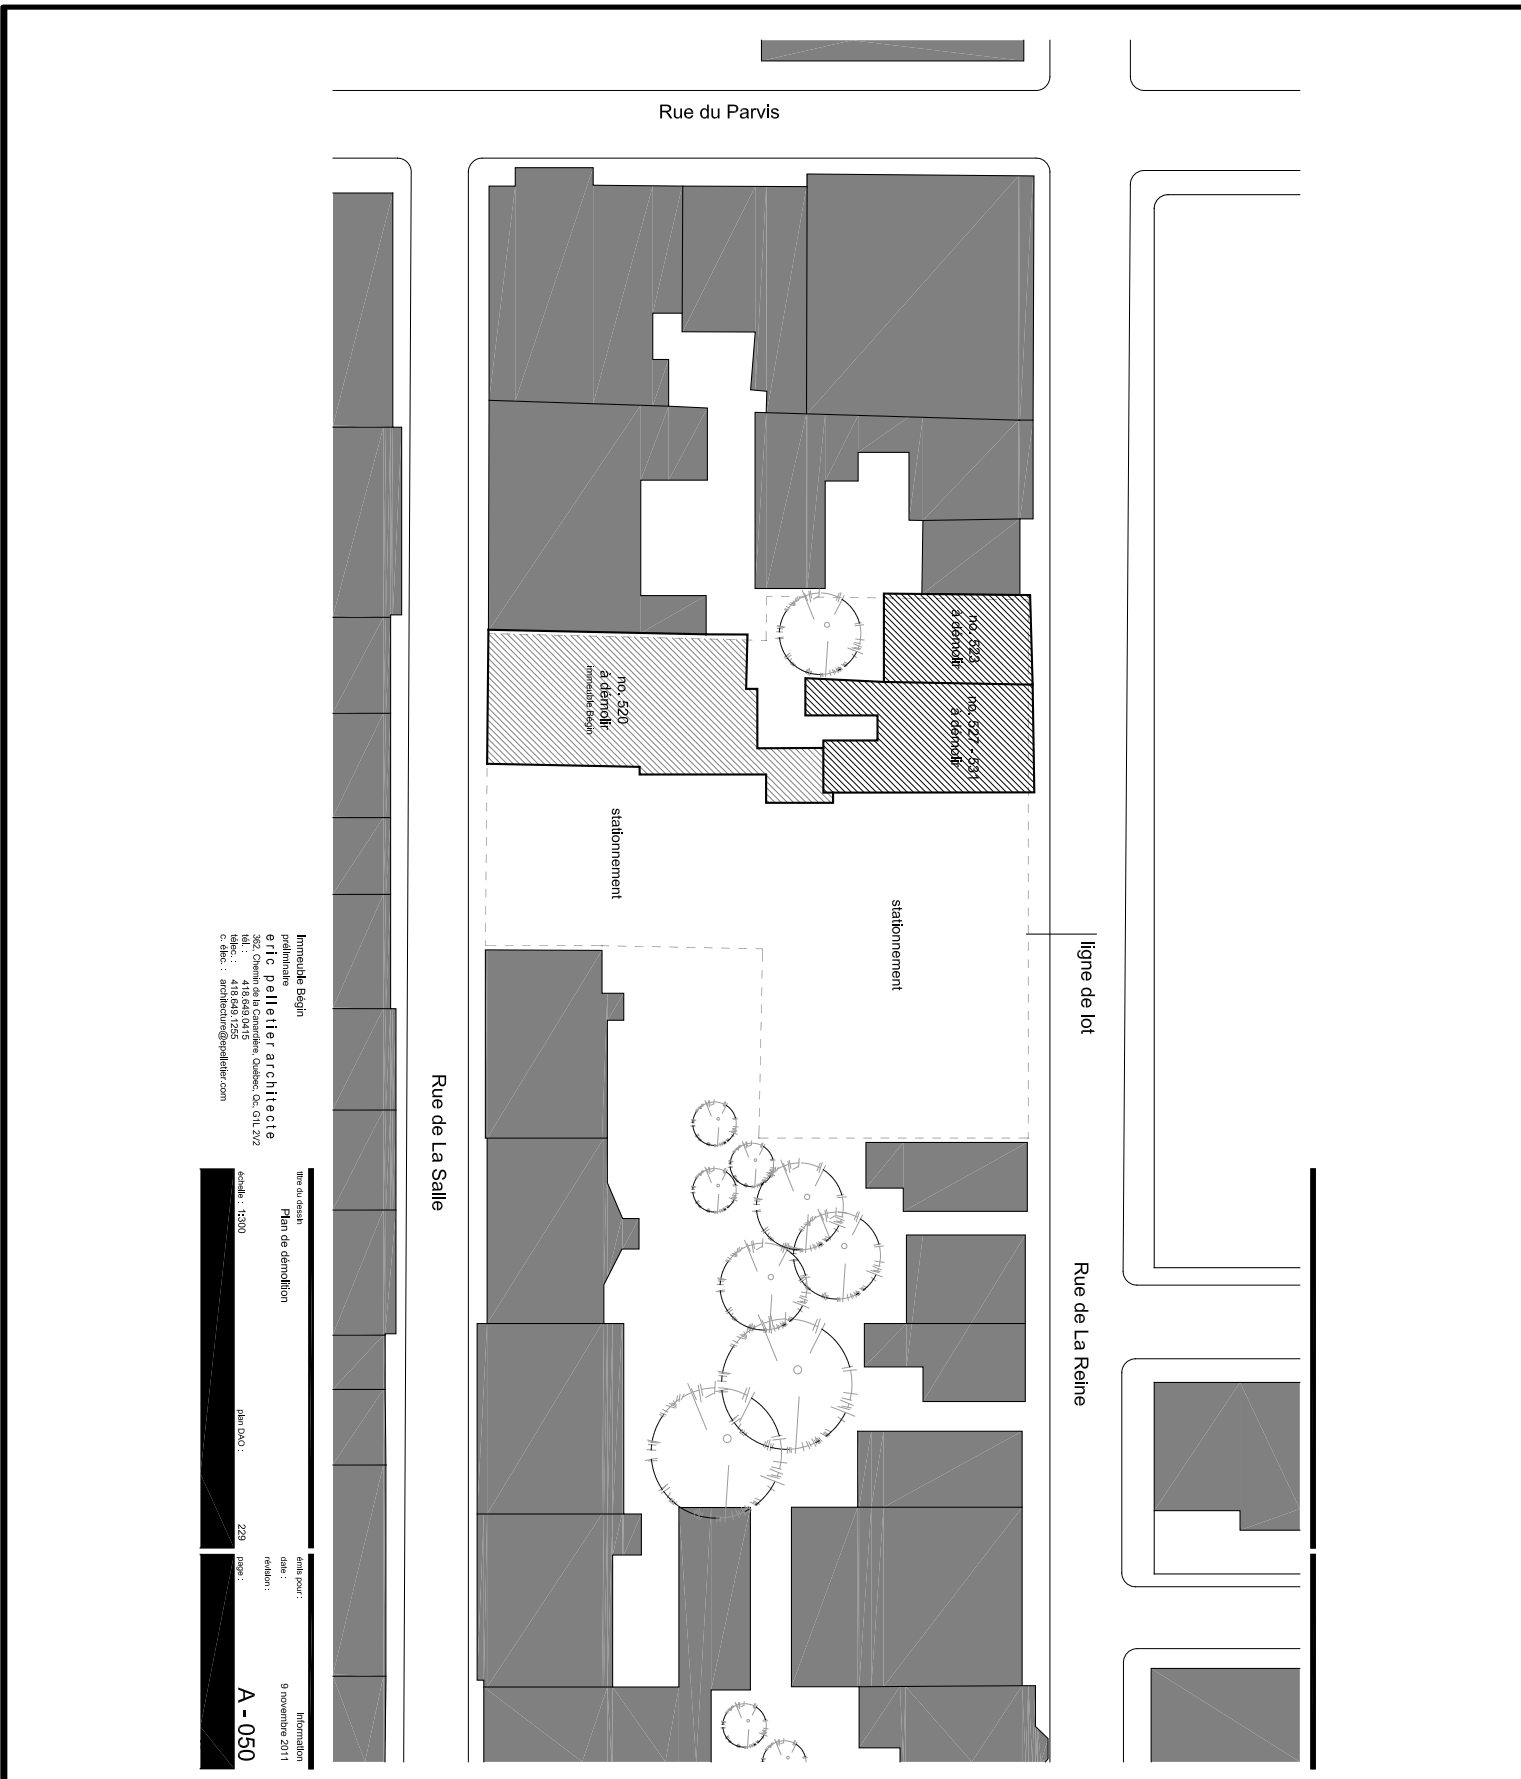 Rue du Parvis
no. 523
à démolir
no. 527 - 531
à démolir
no. 520
à démolir
immeuble Bégin
stationnement
stationnement
ligne de lot
Rue de La Salle
Rue de La Reine
Immeuble Bégin
préliminaire
eric pelletier architecte
362, Chemin de la Canardière, Québec, Qc, G1L 2V2
tél. : 418.649.0415
téléc. : 418.649.1255
c. élec. : architecture@epelletier.com
titre du dessin
Plan de démolition
échelle : 1:300
plan DAO : 229
émis pour : Information
date : 9 novembre 2011
révision :
page : A - 050